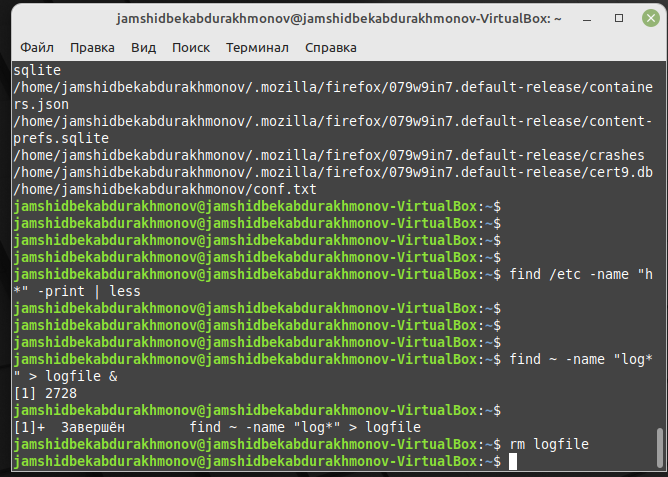 jamshidbekabdurakhmonov@jamshidbekabdurakhmonov-VirtualBox: ~
Файл Правка Вид Поиск Терминал Справка
sqlite
/home/jamshidbekabdurakhmonov/.mozilla/firefox/079w9in7.default-release/containe
rs.json
/home/jamshidbekabdurakhmonov/.mozilla/firefox/079w9in7.default-release/content-
prefs.sqlite
/home/jamshidbekabdurakhmonov/.mozilla/firefox/079w9in7.default-release/crashes
/home/jamshidbekabdurakhmonov/.mozilla/firefox/079w9in7.default-release/cert9.db
/home/jamshidbekabdurakhmonov/conf.txt
jamshidbekabdurakhmonov@jamshidbekabdurakhmonov-VirtualBox:~$
jamshidbekabdurakhmonov@jamshidbekabdurakhmonov-VirtualBox:~$
jamshidbekabdurakhmonov@jamshidbekabdurakhmonov-VirtualBox:~$
jamshidbekabdurakhmonov@jamshidbekabdurakhmonov-VirtualBox:~$
jamshidbekabdurakhmonov@jamshidbekabdurakhmonov-VirtualBox:~$ find /etc -name "h
*" -print | less
jamshidbekabdurakhmonov@jamshidbekabdurakhmonov-VirtualBox:~$
jamshidbekabdurakhmonov@jamshidbekabdurakhmonov-VirtualBox:~$
jamshidbekabdurakhmonov@jamshidbekabdurakhmonov-VirtualBox:~$
jamshidbekabdurakhmonov@jamshidbekabdurakhmonov-VirtualBox:~$ find ~ -name "log*
" > logfile &
[1] 2728
jamshidbekabdurakhmonov@jamshidbekabdurakhmonov-VirtualBox:~$
[1]+  Завершён        find ~ -name "log*" > logfile
jamshidbekabdurakhmonov@jamshidbekabdurakhmonov-VirtualBox:~$ rm logfile
jamshidbekabdurakhmonov@jamshidbekabdurakhmonov-VirtualBox:~$